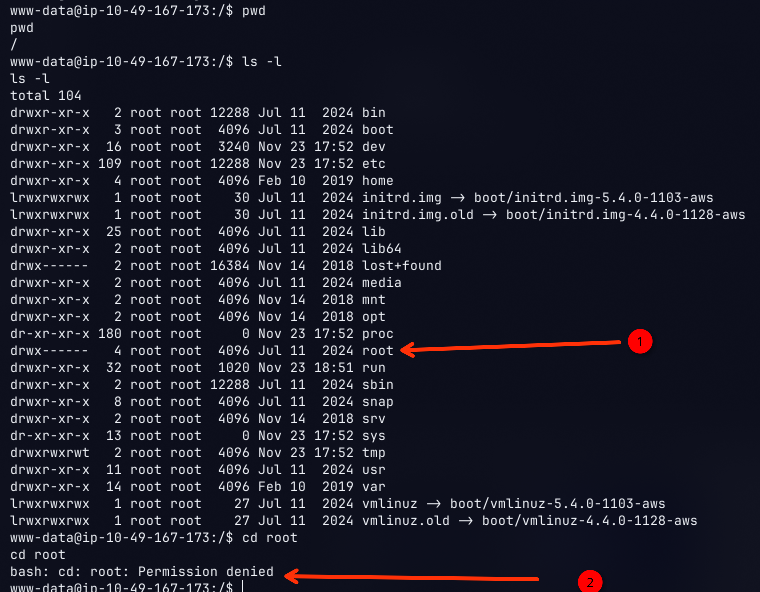 www-data@ip-10-49-167-173:/$ pwd
pwd
/
www-data@ip-10-49-167-173:/$ ls -l
ls -l
total 104
drwxr-xr-x   2 root root 12288 Jul 11  2024 bin
drwxr-xr-x   3 root root  4096 Jul 11  2024 boot
drwxr-xr-x  16 root root  3240 Nov 23 17:52 dev
drwxr-xr-x 109 root root 12288 Nov 23 17:52 etc
drwxr-xr-x   4 root root  4096 Feb 10  2019 home
lrwxrwxrwx   1 root root    30 Jul 11  2024 initrd.img -> boot/initrd.img-5.4.0-1103-aws
lrwxrwxrwx   1 root root    30 Jul 11  2024 initrd.img.old -> boot/initrd.img-4.4.0-1128-aws
drwxr-xr-x  25 root root  4096 Jul 11  2024 lib
drwxr-xr-x   2 root root  4096 Jul 11  2024 lib64
drwx------   2 root root 16384 Nov 14  2018 lost+found
drwxr-xr-x   2 root root  4096 Jul 11  2024 media
drwxr-xr-x   2 root root  4096 Nov 14  2018 mnt
drwxr-xr-x   2 root root  4096 Nov 14  2018 opt
dr-xr-xr-x 180 root root     0 Nov 23 17:52 proc
drwx------   4 root root  4096 Jul 11  2024 root 1
drwxr-xr-x  32 root root  1020 Nov 23 18:51 run
drwxr-xr-x   2 root root 12288 Jul 11  2024 sbin
drwxr-xr-x   8 root root  4096 Jul 11  2024 snap
drwxr-xr-x   2 root root  4096 Nov 14  2018 srv
dr-xr-xr-x  13 root root     0 Nov 23 17:52 sys
drwxrwxrwt   2 root root  4096 Nov 23 17:52 tmp
drwxr-xr-x  11 root root  4096 Jul 11  2024 usr
drwxr-xr-x  14 root root  4096 Feb 10  2019 var
lrwxrwxrwx   1 root root    27 Jul 11  2024 vmlinuz -> boot/vmlinuz-5.4.0-1103-aws
lrwxrwxrwx   1 root root    27 Jul 11  2024 vmlinuz.old -> boot/vmlinuz-4.4.0-1128-aws
www-data@ip-10-49-167-173:/$ cd root
cd root
bash: cd: root: Permission denied 2
www-data@ip-10-49-167-173:/$